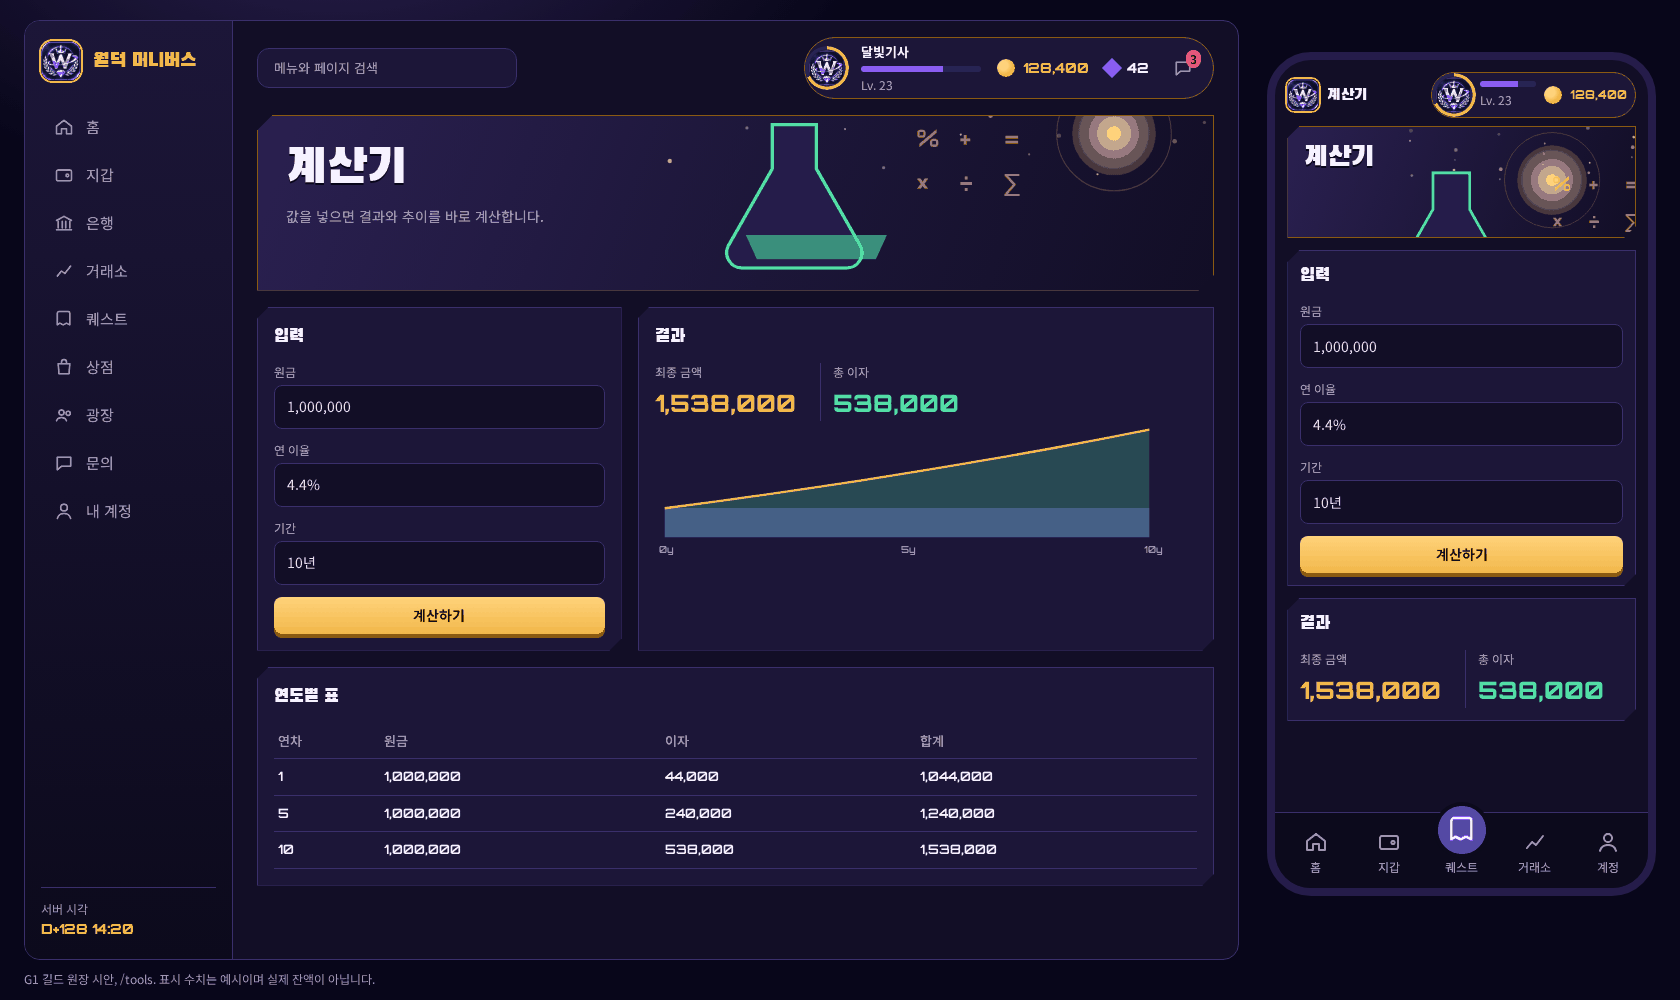 월덕 머니버스
홈
지갑
은행
거래소
퀘스트
상점
광장
문의
내 계정
서버 시각
D+128 14:20
메뉴와 페이지 검색
달빛기사
Lv. 23
128,400
42
3
계산기
값을 넣으면 결과와 추이를 바로 계산합니다.
% + =
x ÷ ∑
입력
원금
1,000,000
연 이율
4.4%
기간
10년
계산하기
결과
최종 금액 총 이자
1,538,000 538,000
0y 5y 10y
연도별 표
연차 원금 이자 합계
1 1,000,000 44,000 1,044,000
5 1,000,000 240,000 1,240,000
10 1,000,000 538,000 1,538,000
G1 길드 원장 시안, /tools. 표시 수치는 예시이며 실제 잔액이 아닙니다.
계산기
Lv. 23
128,400
계산기
% + =
x ÷ ∑
입력
원금
1,000,000
연 이율
4.4%
기간
10년
계산하기
결과
최종 금액 총 이자
1,538,000 538,000
홈 지갑 퀘스트 거래소 계정